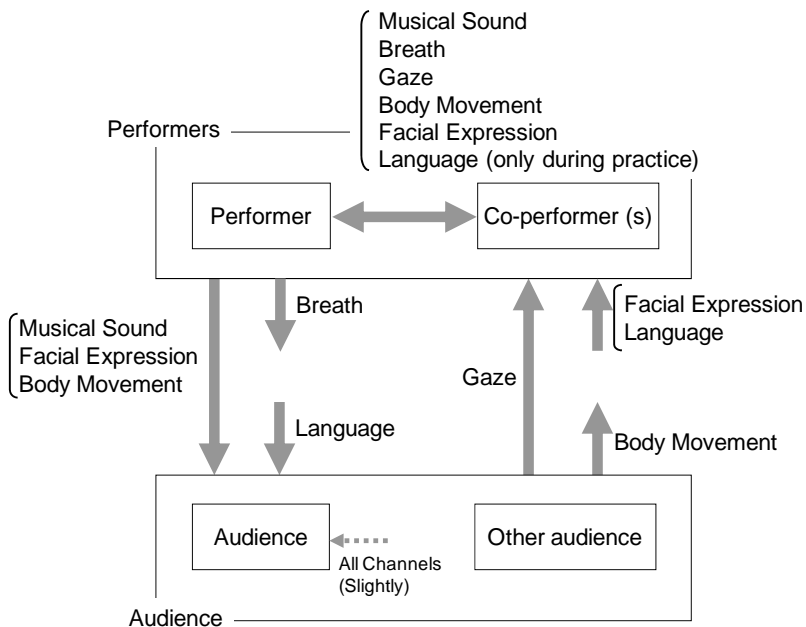 Musical Sound
Breath
Gaze
Body Movement
Facial Expression
Language (only during practice)
Performers
Performer
Co-performer (s)
Breath
Facial Expression
Language
Musical Sound
Facial Expression
Body Movement
Gaze
Language
Body Movement
Audience
Other audience
All Channels
(Slightly)
Audience